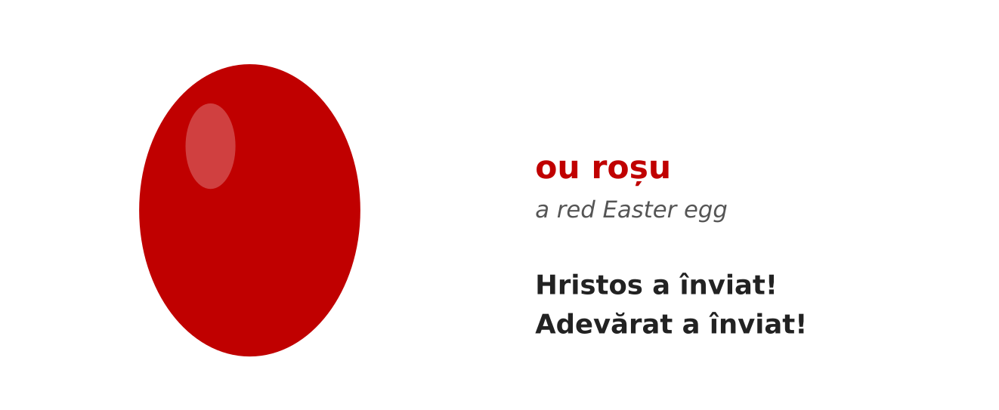 ou roșu
a red Easter egg
Hristos a înviat!
Adevărat a înviat!